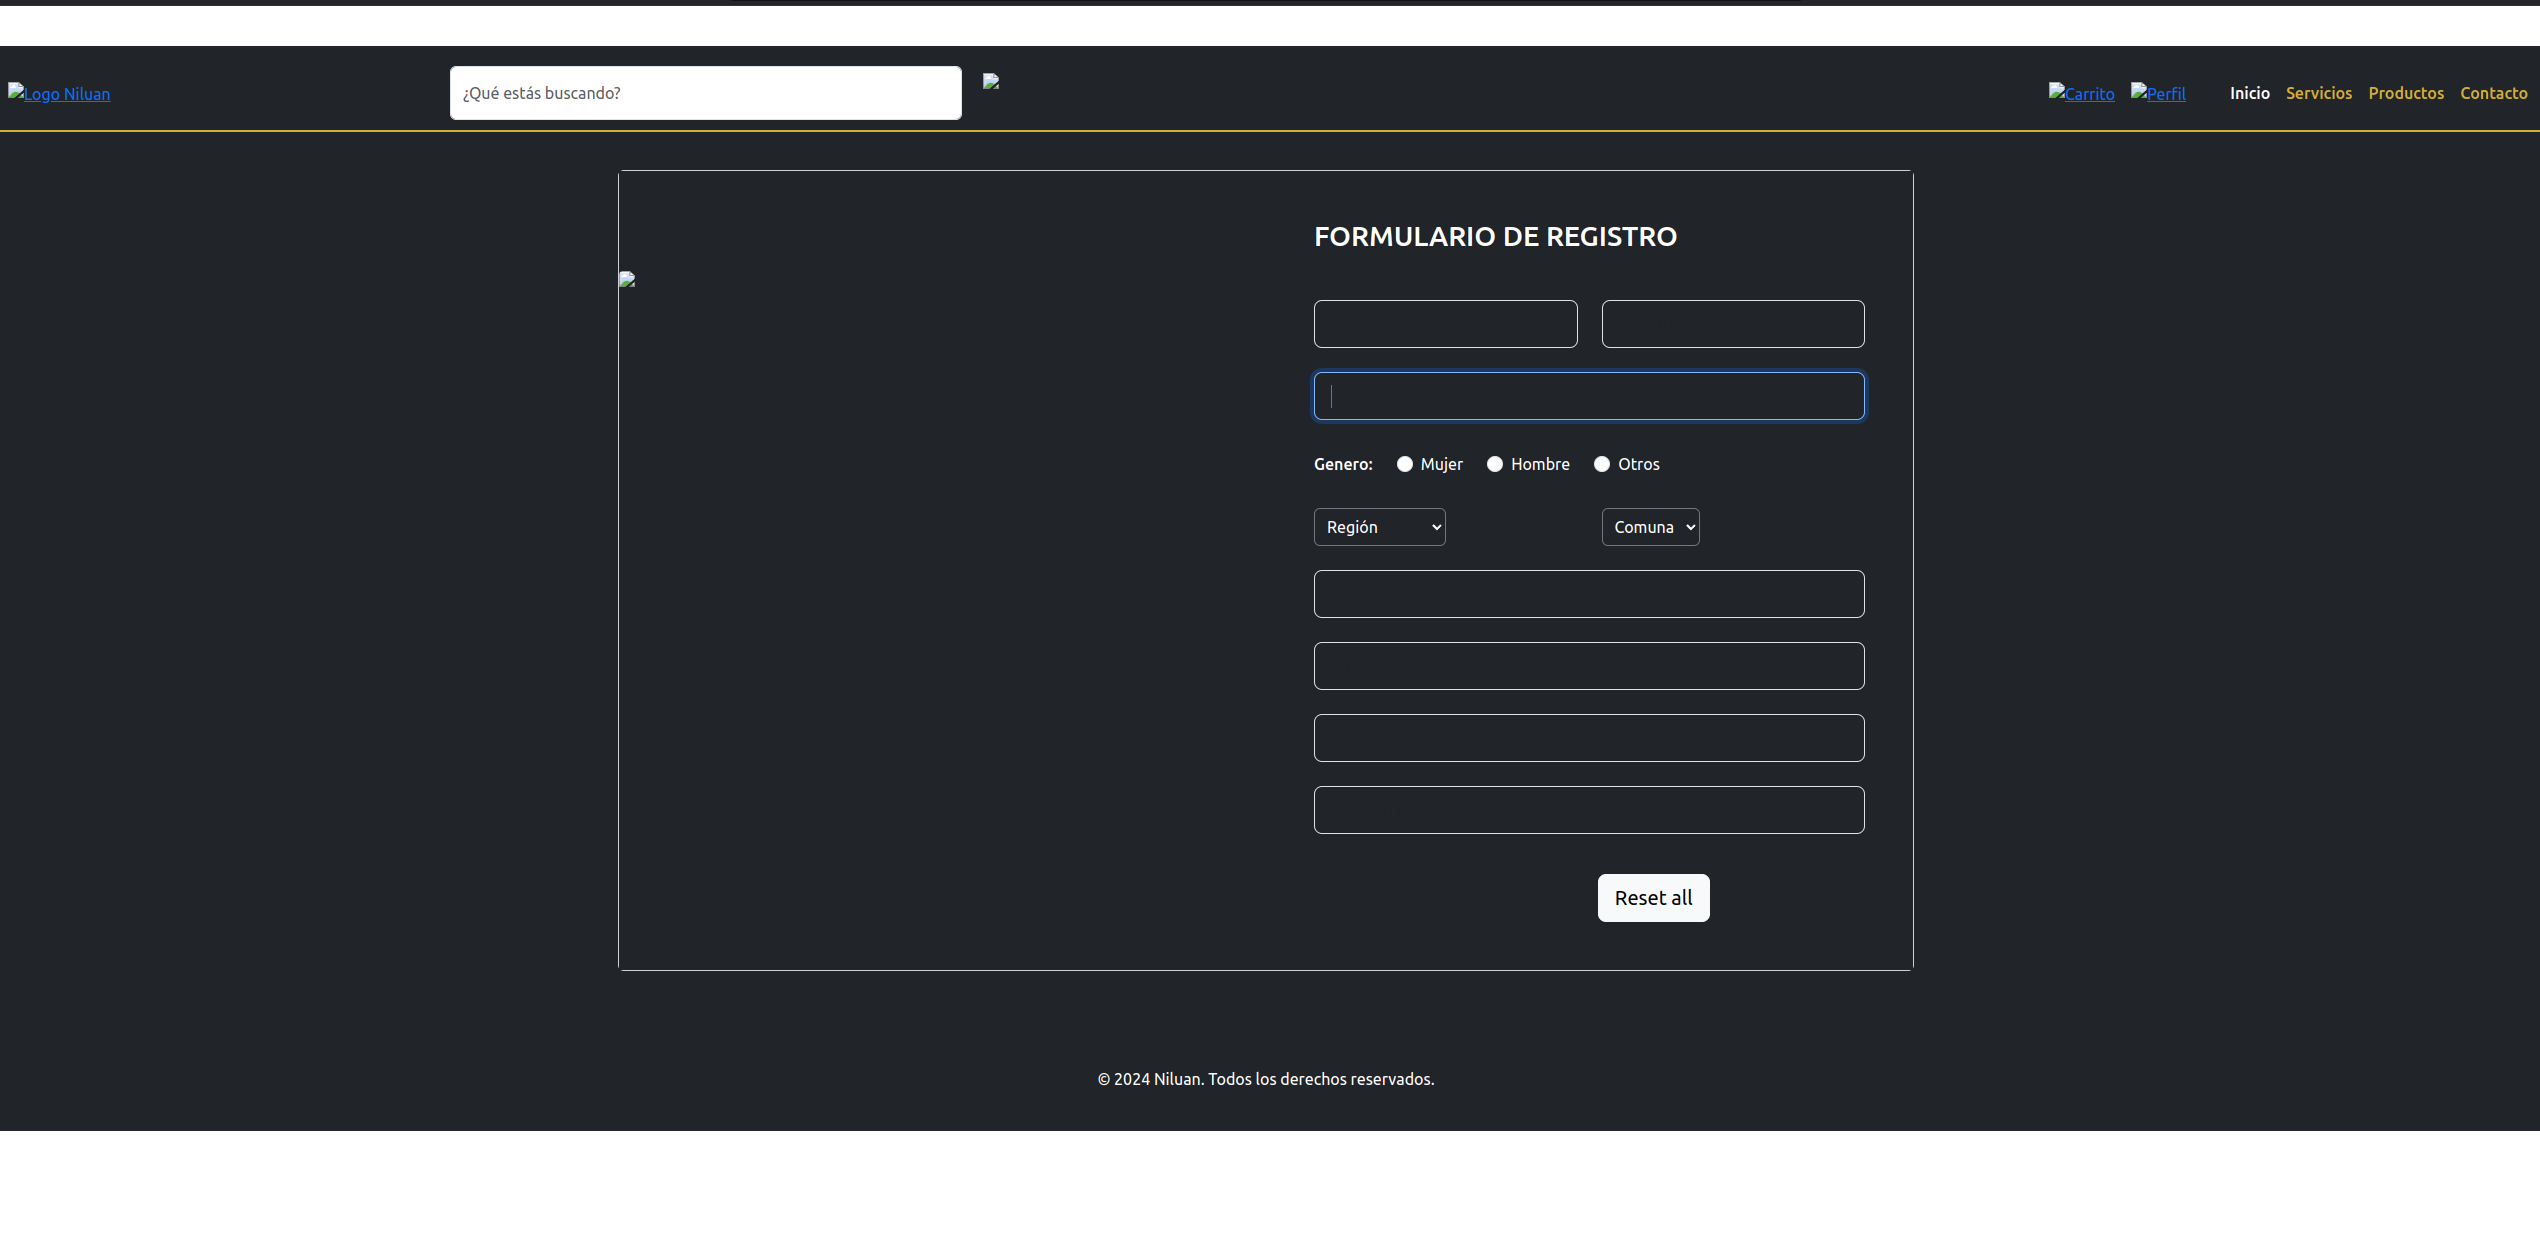 Logo Niluan
¿Qué estás buscando?
Carrito Perfil Inicio Servicios Productos Contacto
FORMULARIO DE REGISTRO
Genero: Mujer Hombre Otros
Región Comuna
Reset all
© 2024 Niluan. Todos los derechos reservados.